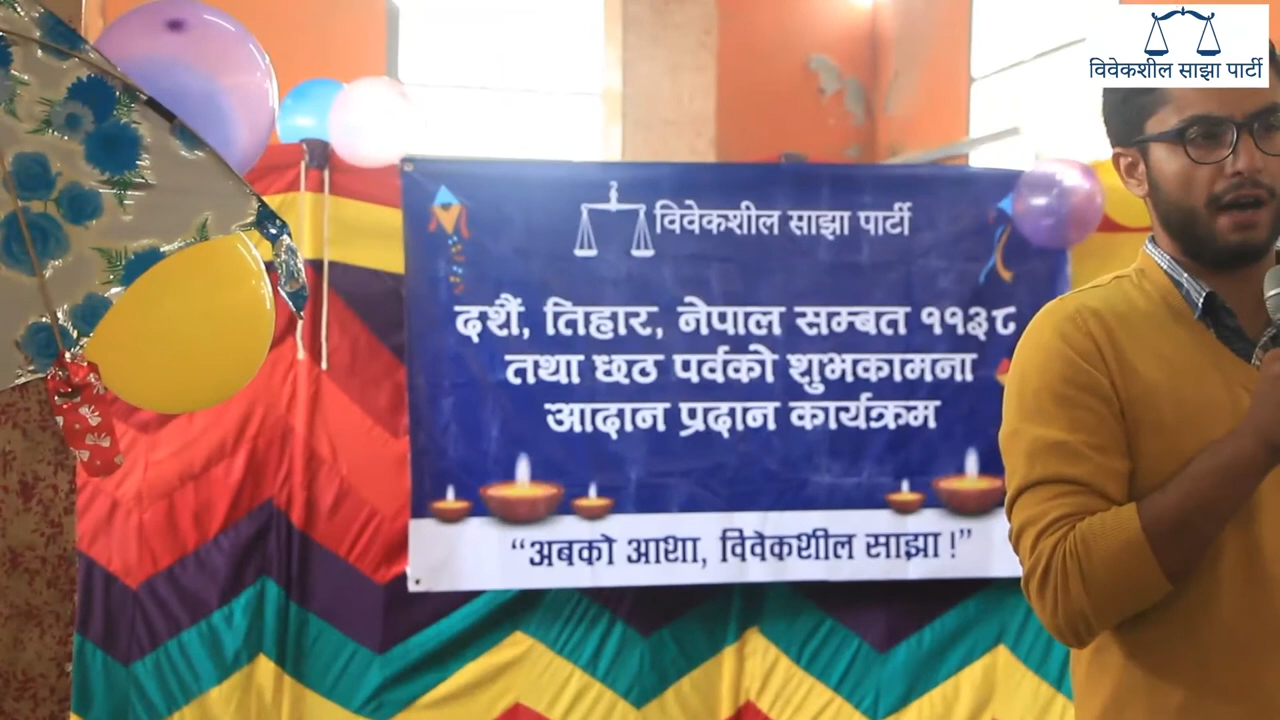 विवेकशील साझा पार्टी
विवेकशील साझा पार्टी
दशैं, तिहार, नेपाल सम्बत ११३८
तथा छठ पर्वको शुभकामना
आदान प्रदान कार्यक्रम
“अबको आशा, विवेकशील साझा !”